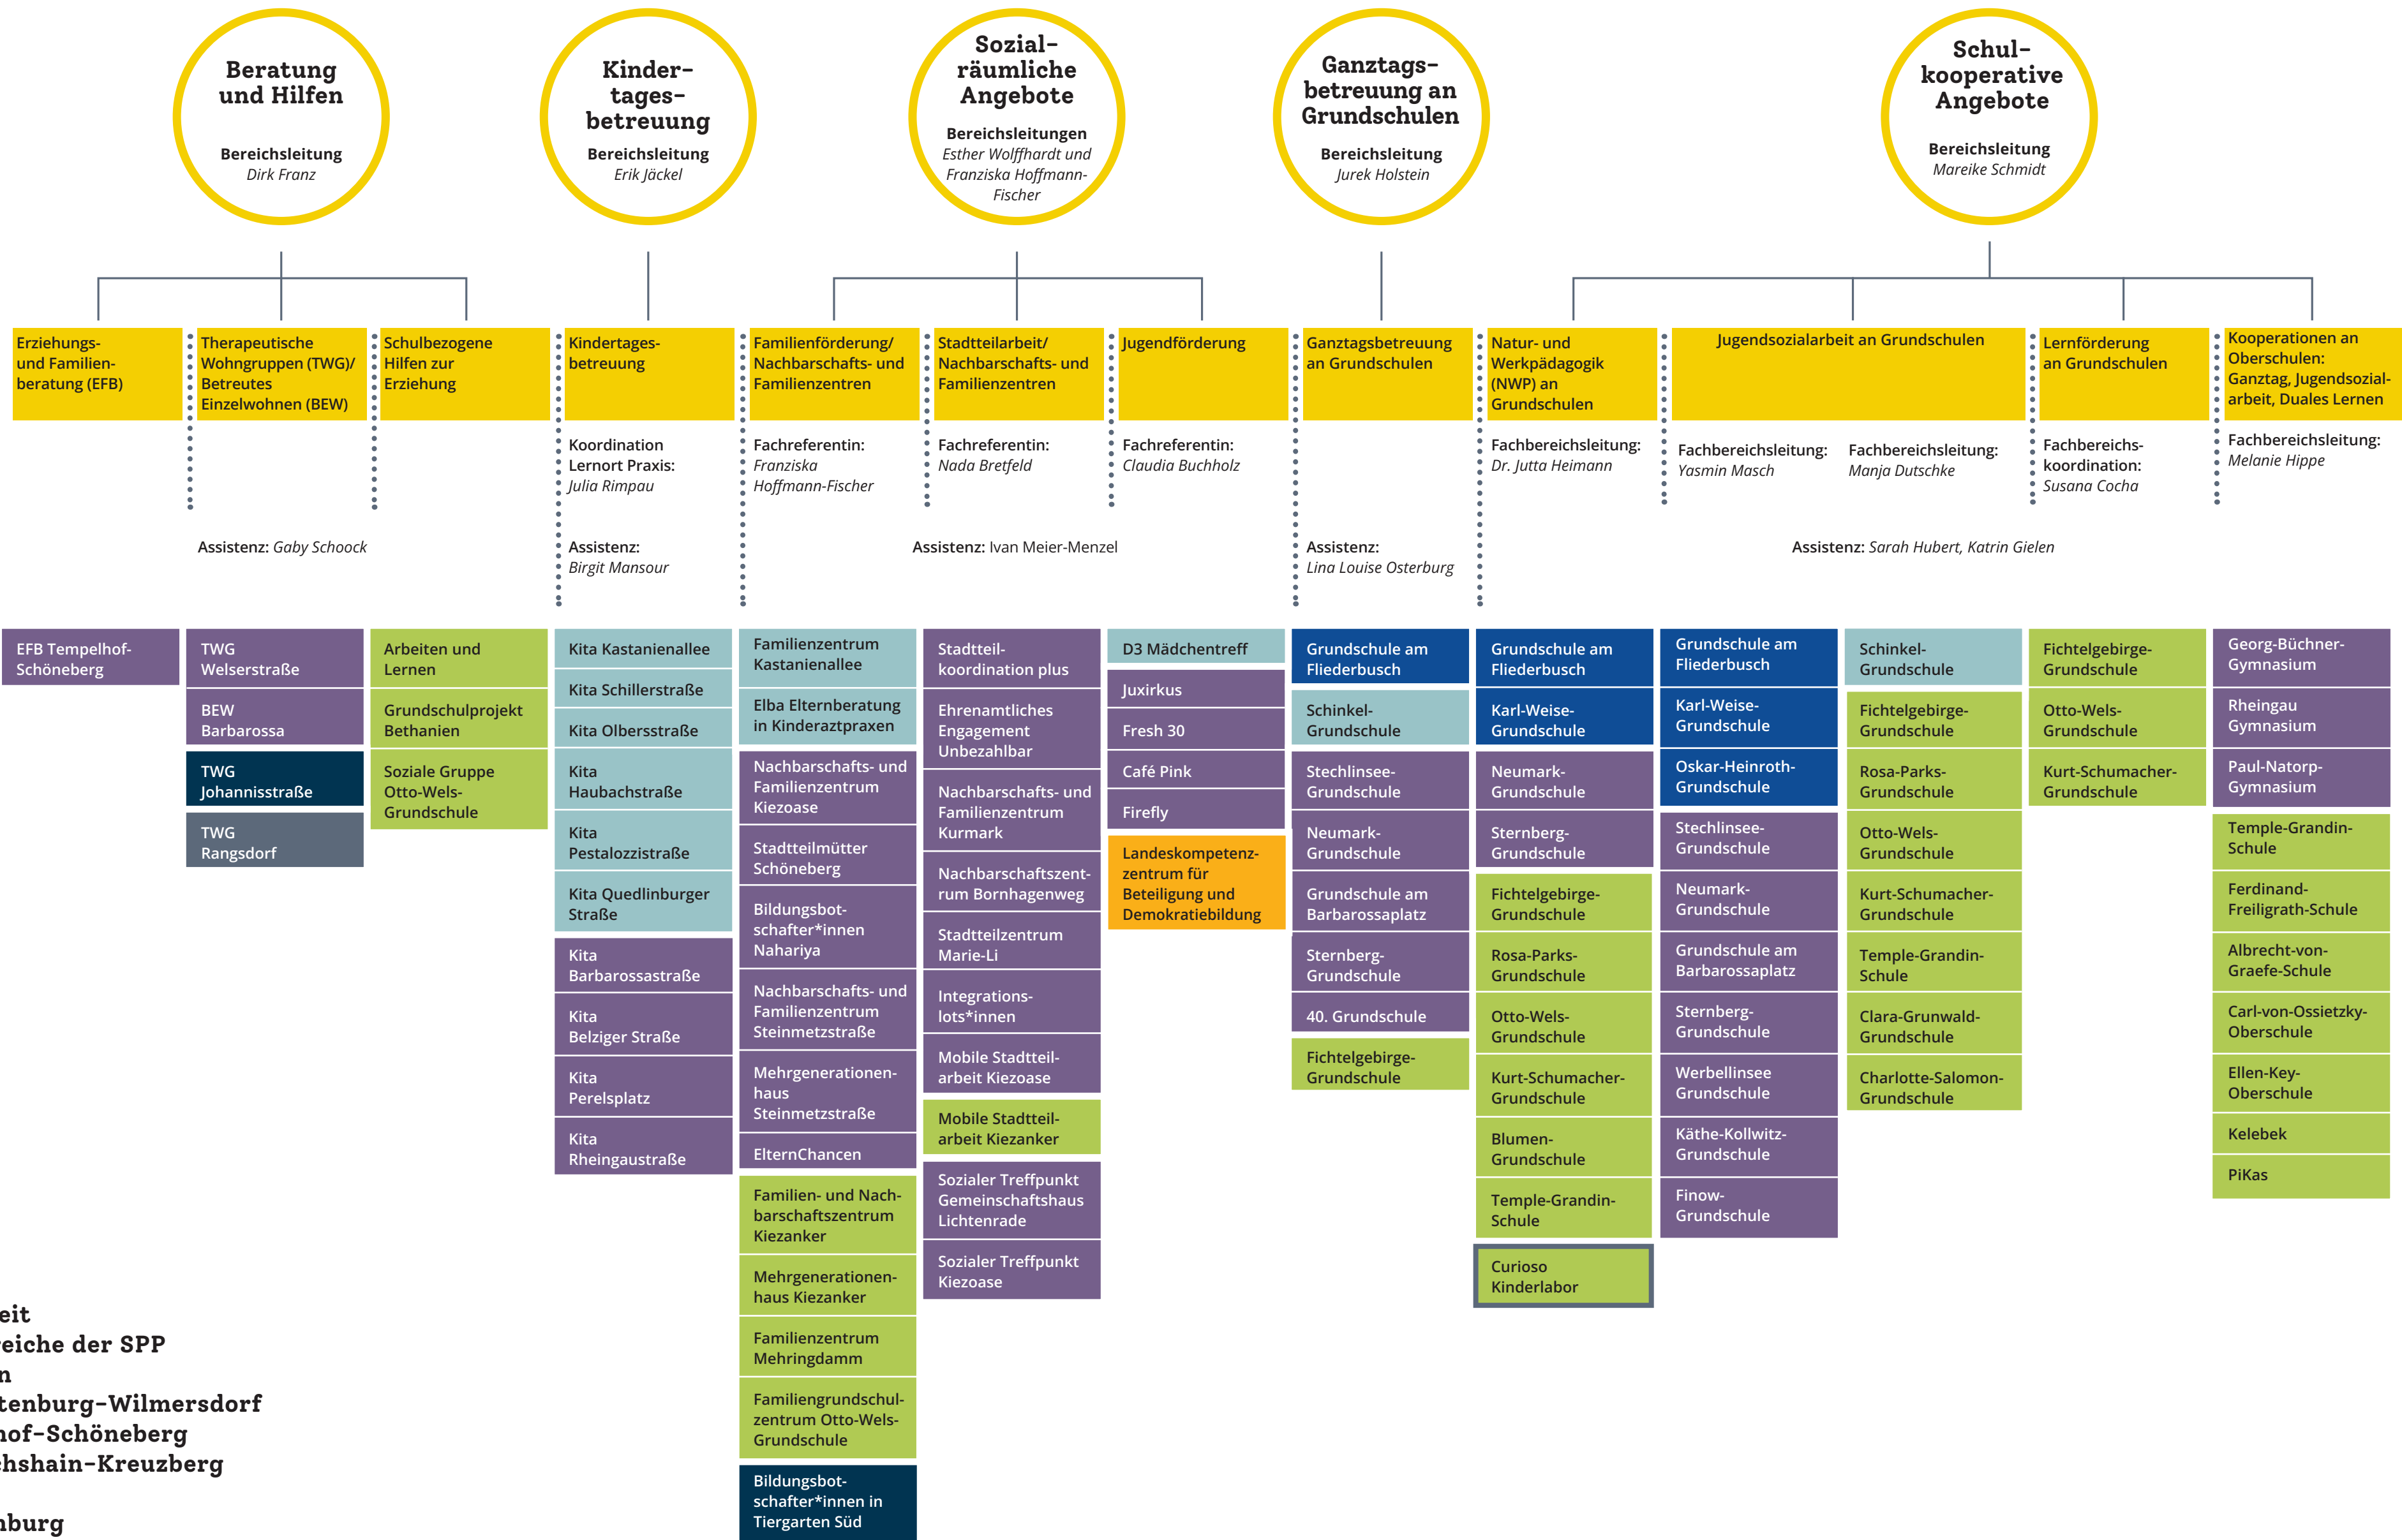 Beratung
und Hilfen
Bereichsleitung
Dirk Franz
Kinder-
tages-
betreuung
Bereichsleitung
Erik Jäckel
Sozial-
räumliche
Angebote
Bereichsleitungen
Esther Wolffhardt und
Franziska Hoffmann-
Fischer
Ganztags-
betreuung an
Grundschulen
Bereichsleitung
Jurek Holstein
Schul-
kooperative
Angebote
Bereichsleitung
Mareike Schmidt
Erziehungs-
und Familien-
beratung (EFB)
Therapeutische
Wohngruppen (TWG)/
Betreutes
Einzelwohnen (BEW)
Schulbezogene
Hilfen zur
Erziehung
Kindertages-
betreuung
Familienförderung/
Nachbarschafts- und
Familienzentren
Stadtteilarbeit/
Nachbarschafts- und
Familienzentren
Jugendförderung
Ganztagsbetreuung
an Grundschulen
Natur- und
Werkpädagogik
(NWP) an
Grundschulen
Jugendsozialarbeit an Grundschulen
Lernförderung
an Grundschulen
Kooperationen an
Oberschulen:
Ganztag, Jugendsozial-
arbeit, Duales Lernen
Koordination
Lernort Praxis:
Julia Rimpau
Fachreferentin:
Franziska
Hoffmann-Fischer
Fachreferentin:
Nada Bretfeld
Fachreferentin:
Claudia Buchholz
Fachbereichsleitung:
Dr. Jutta Heimann
Fachbereichsleitung:
Yasmin Masch
Fachbereichsleitung:
Manja Dutschke
Fachbereichs-
koordination:
Susana Cocha
Fachbereichsleitung:
Melanie Hippe
Assistenz: Gaby Schoock
Assistenz:
Birgit Mansour
Assistenz: Ivan Meier-Menzel
Assistenz:
Lina Louise Osterburg
Assistenz: Sarah Hubert, Katrin Gielen
EFB Tempelhof-
Schöneberg
TWG
Welserstraße
BEW
Barbarossa
TWG
Johannisstraße
TWG
Rangsdorf
Arbeiten und
Lernen
Grundschulprojekt
Bethanien
Soziale Gruppe
Otto-Wels-
Grundschule
Kita Kastanienallee
Kita Schillerstraße
Kita Olbersstraße
Kita
Haubachstraße
Kita
Pestalozzistraße
Kita Quedlinburger
Straße
Kita
Barbarossastraße
Kita
Belziger Straße
Kita
Perelsplatz
Kita
Rheingaustraße
Familienzentrum
Kastanienallee
Elba Elternberatung
in Kinderaztpraxen
Nachbarschafts- und
Familienzentrum
Kiezoase
Stadtteilmütter
Schöneberg
Bildungsbot-
schafter*innen
Nahariya
Nachbarschafts- und
Familienzentrum
Steinmetzstraße
Mehrgenerationen-
haus
Steinmetzstraße
ElternChancen
Familien- und Nach-
barschaftszentrum
Kiezanker
Mehrgenerationen-
haus Kiezanker
Familienzentrum
Mehringdamm
Familiengrundschul-
zentrum Otto-Wels-
Grundschule
Bildungsbot-
schafter*innen in
Tiergarten Süd
Stadtteil-
koordination plus
Ehrenamtliches
Engagement
Unbezahlbar
Nachbarschafts- und
Familienzentrum
Kurmark
Nachbarschaftszent-
rum Bornhagenweg
Stadtteilzentrum
Marie-Li
Integrations-
lots*innen
Mobile Stadtteil-
arbeit Kiezoase
Mobile Stadtteil-
arbeit Kiezanker
Sozialer Treffpunkt
Gemeinschaftshaus
Lichtenrade
Sozialer Treffpunkt
Kiezoase
D3 Mädchentreff
Juxirkus
Fresh 30
Café Pink
Firefly
Landeskompetenz-
zentrum für
Beteiligung und
Demokratiebildung
Grundschule am
Fliederbusch
Schinkel-
Grundschule
Stechlinsee-
Grundschule
Neumark-
Grundschule
Grundschule am
Barbarossaplatz
Sternberg-
Grundschule
40. Grundschule
Fichtelgebirge-
Grundschule
Grundschule am
Fliederbusch
Karl-Weise-
Grundschule
Neumark-
Grundschule
Sternberg-
Grundschule
Fichtelgebirge-
Grundschule
Rosa-Parks-
Grundschule
Otto-Wels-
Grundschule
Kurt-Schumacher-
Grundschule
Blumen-
Grundschule
Temple-Grandin-
Schule
Curioso
Kinderlabor
Grundschule am
Fliederbusch
Karl-Weise-
Grundschule
Oskar-Heinroth-
Grundschule
Stechlinsee-
Grundschule
Neumark-
Grundschule
Grundschule am
Barbarossaplatz
Sternberg-
Grundschule
Werbellinsee
Grundschule
Käthe-Kollwitz-
Grundschule
Finow-
Grundschule
Schinkel-
Grundschule
Fichtelgebirge-
Grundschule
Rosa-Parks-
Grundschule
Otto-Wels-
Grundschule
Kurt-Schumacher-
Grundschule
Temple-Grandin-
Schule
Clara-Grunwald-
Grundschule
Charlotte-Salomon-
Grundschule
Fichtelgebirge-
Grundschule
Otto-Wels-
Grundschule
Kurt-Schumacher-
Grundschule
Georg-Büchner-
Gymnasium
Rheingau
Gymnasium
Paul-Natorp-
Gymnasium
Temple-Grandin-
Schule
Ferdinand-
Freiligrath-Schule
Albrecht-von-
Graefe-Schule
Carl-von-Ossietzky-
Oberschule
Ellen-Key-
Oberschule
Kelebek
PiKas
eit
reiche der SPP
n
tenburg-Wilmersdorf
hof-Schöneberg
chshain-Kreuzberg
nburg